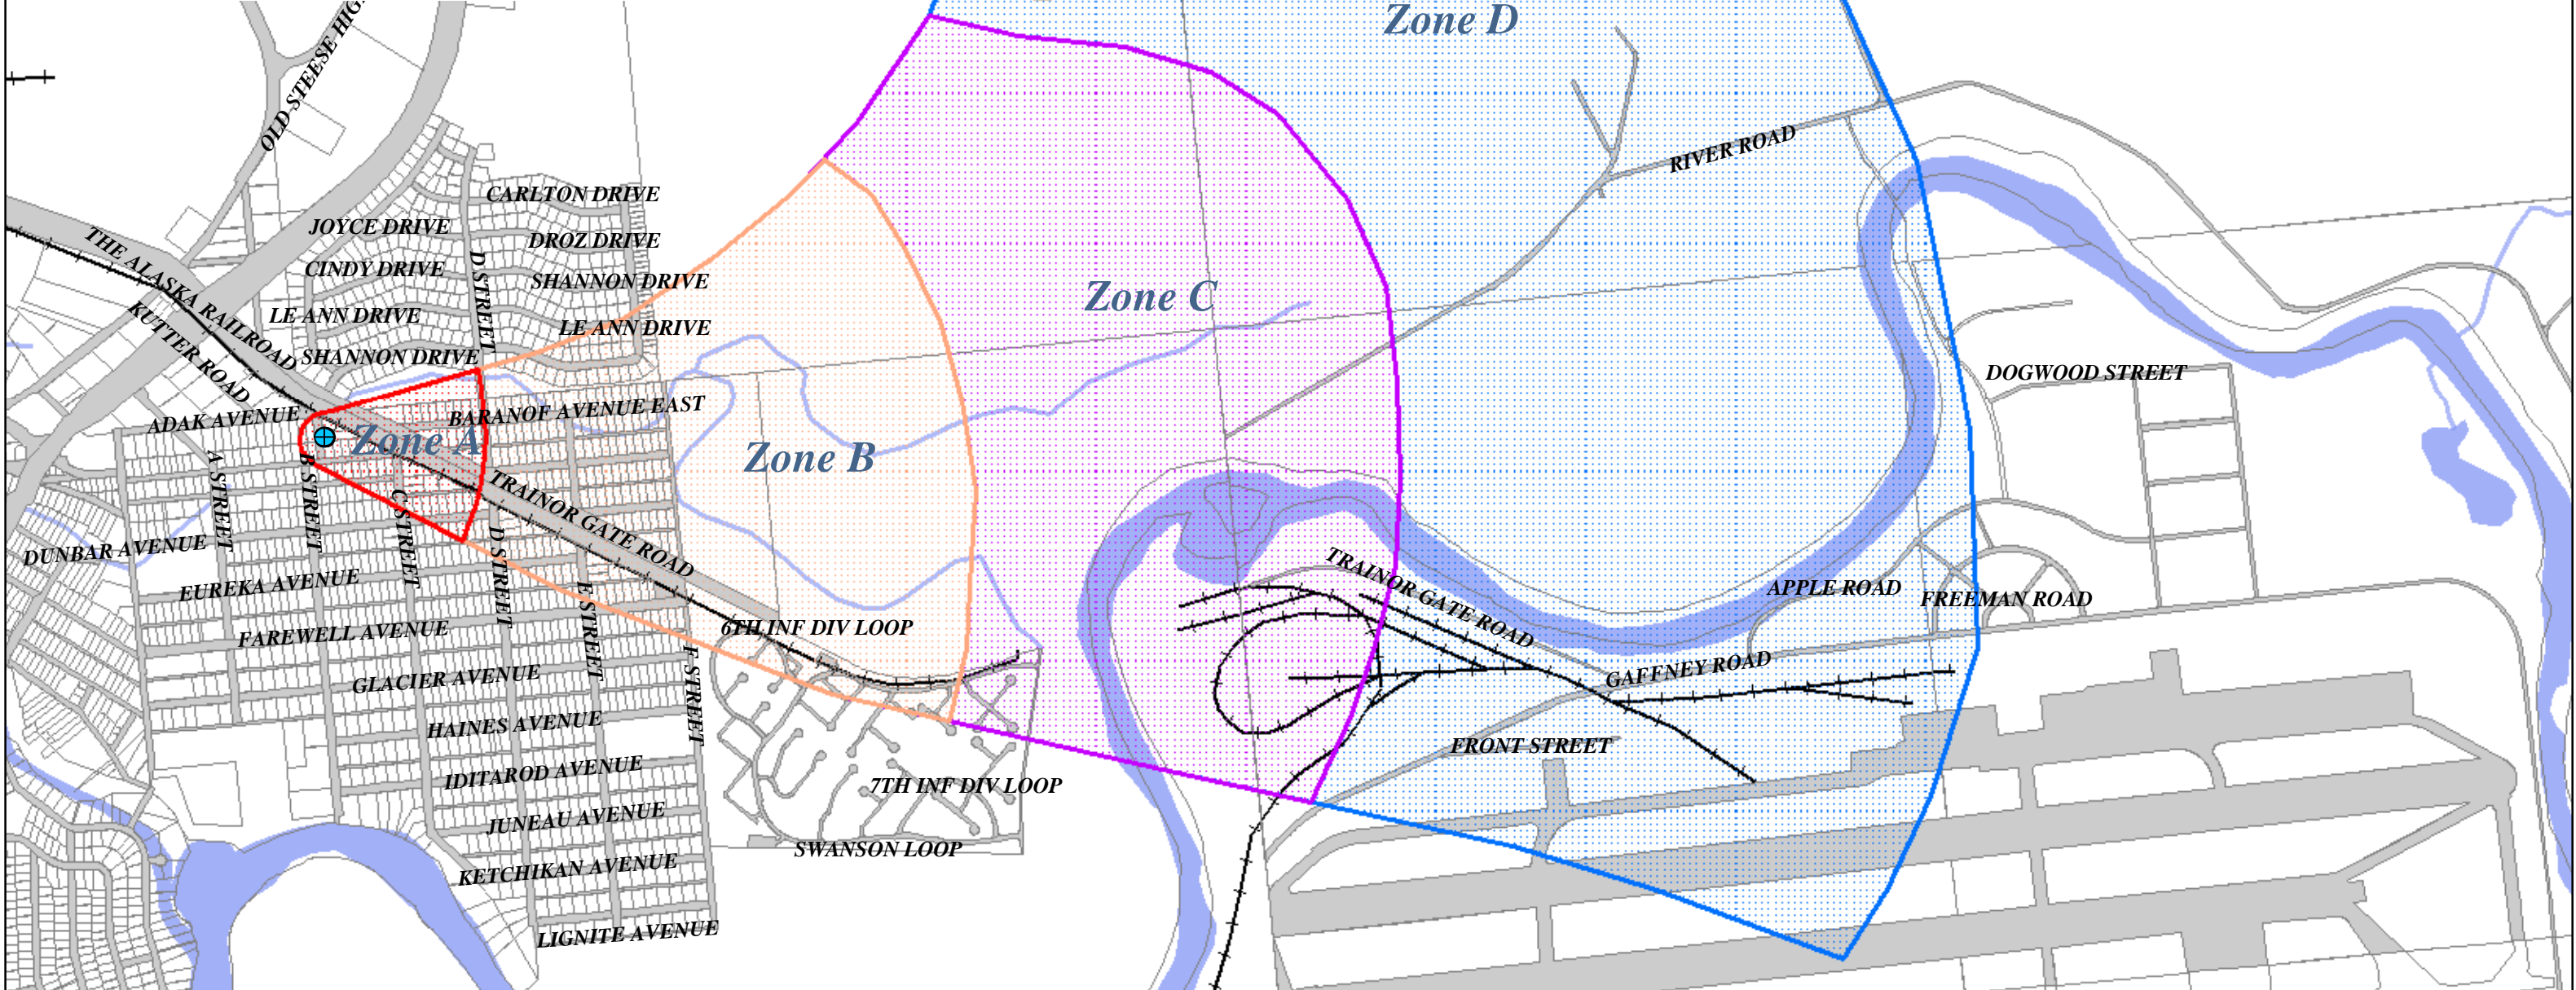 Zone D
OLD STEESE HIG
RIVER ROAD
CARLTON DRIVE
JOYCE DRIVE
DROZ DRIVE
THE ALASKA RAILROAD
CINDY DRIVE
D STREET
SHANNON DRIVE
Zone C
KUTTER ROAD
LE ANN DRIVE
LE ANN DRIVE
SHANNON DRIVE
DOGWOOD STREET
ADAK AVENUE
BARANOF AVENUE EAST
Zone A
Zone B
A STREET
B STREET
C STREET
TRAINOR GATE ROAD
D STREET
DUNBAR AVENUE
TRAINOR GATE ROAD
EUREKA AVENUE
E STREET
APPLE ROAD
FREEMAN ROAD
FAREWELL AVENUE
6TH INF DIV LOOP
F STREET
GLACIER AVENUE
GAFFNEY ROAD
HAINES AVENUE
FRONT STREET
IDITAROD AVENUE
7TH INF DIV LOOP
JUNEAU AVENUE
SWANSON LOOP
KETCHIKAN AVENUE
LIGNITE AVENUE